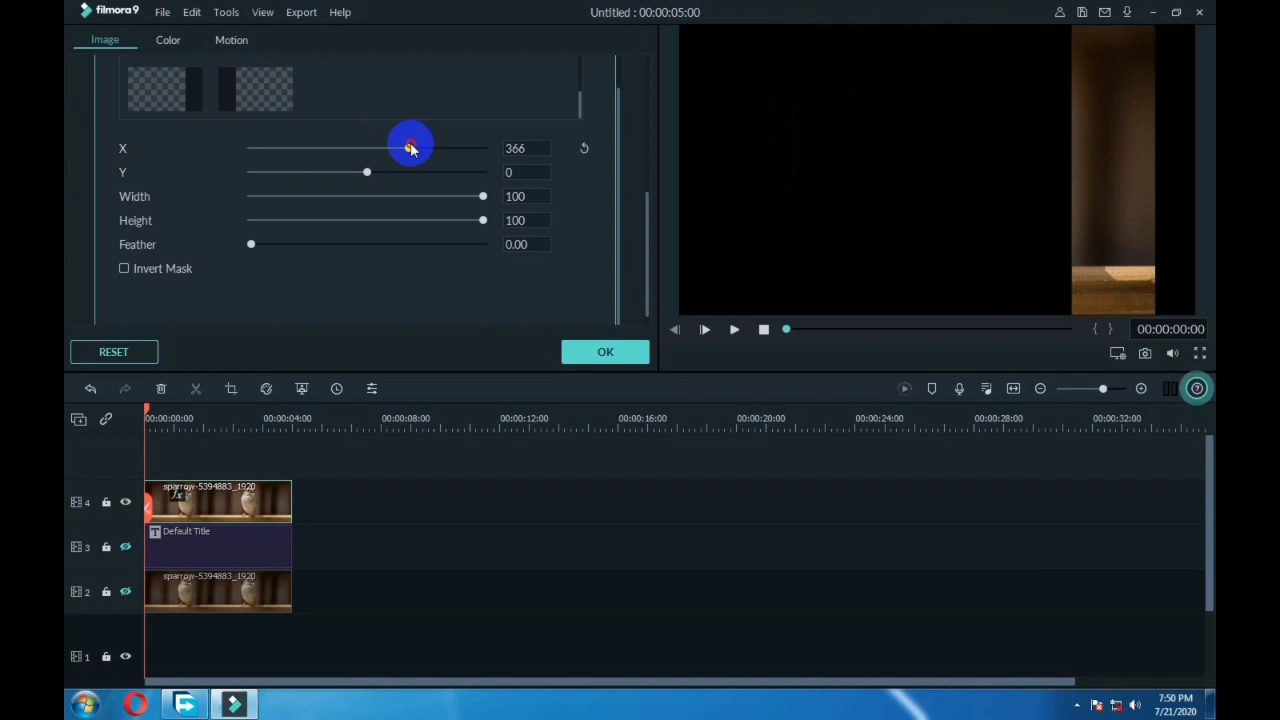 filmora9 File Edit Tools View Export Help Untitled : 00:00:05:00
Image Color Motion
X 366
Y 0
Width 100
Height 100
Feather 0.00
Invert Mask
RESET OK
00:00:00:00
00:00:00:00 00:00:04:00 00:00:08:00 00:00:12:00 00:00:16:00 00:00:20:00 00:00:24:00 00:00:28:00 00:00:32:00
4 sparrow-5394883_1920
fx
3 T Default Title
2 sparrow-5394883_1920
1
7:50 PM
7/21/2020